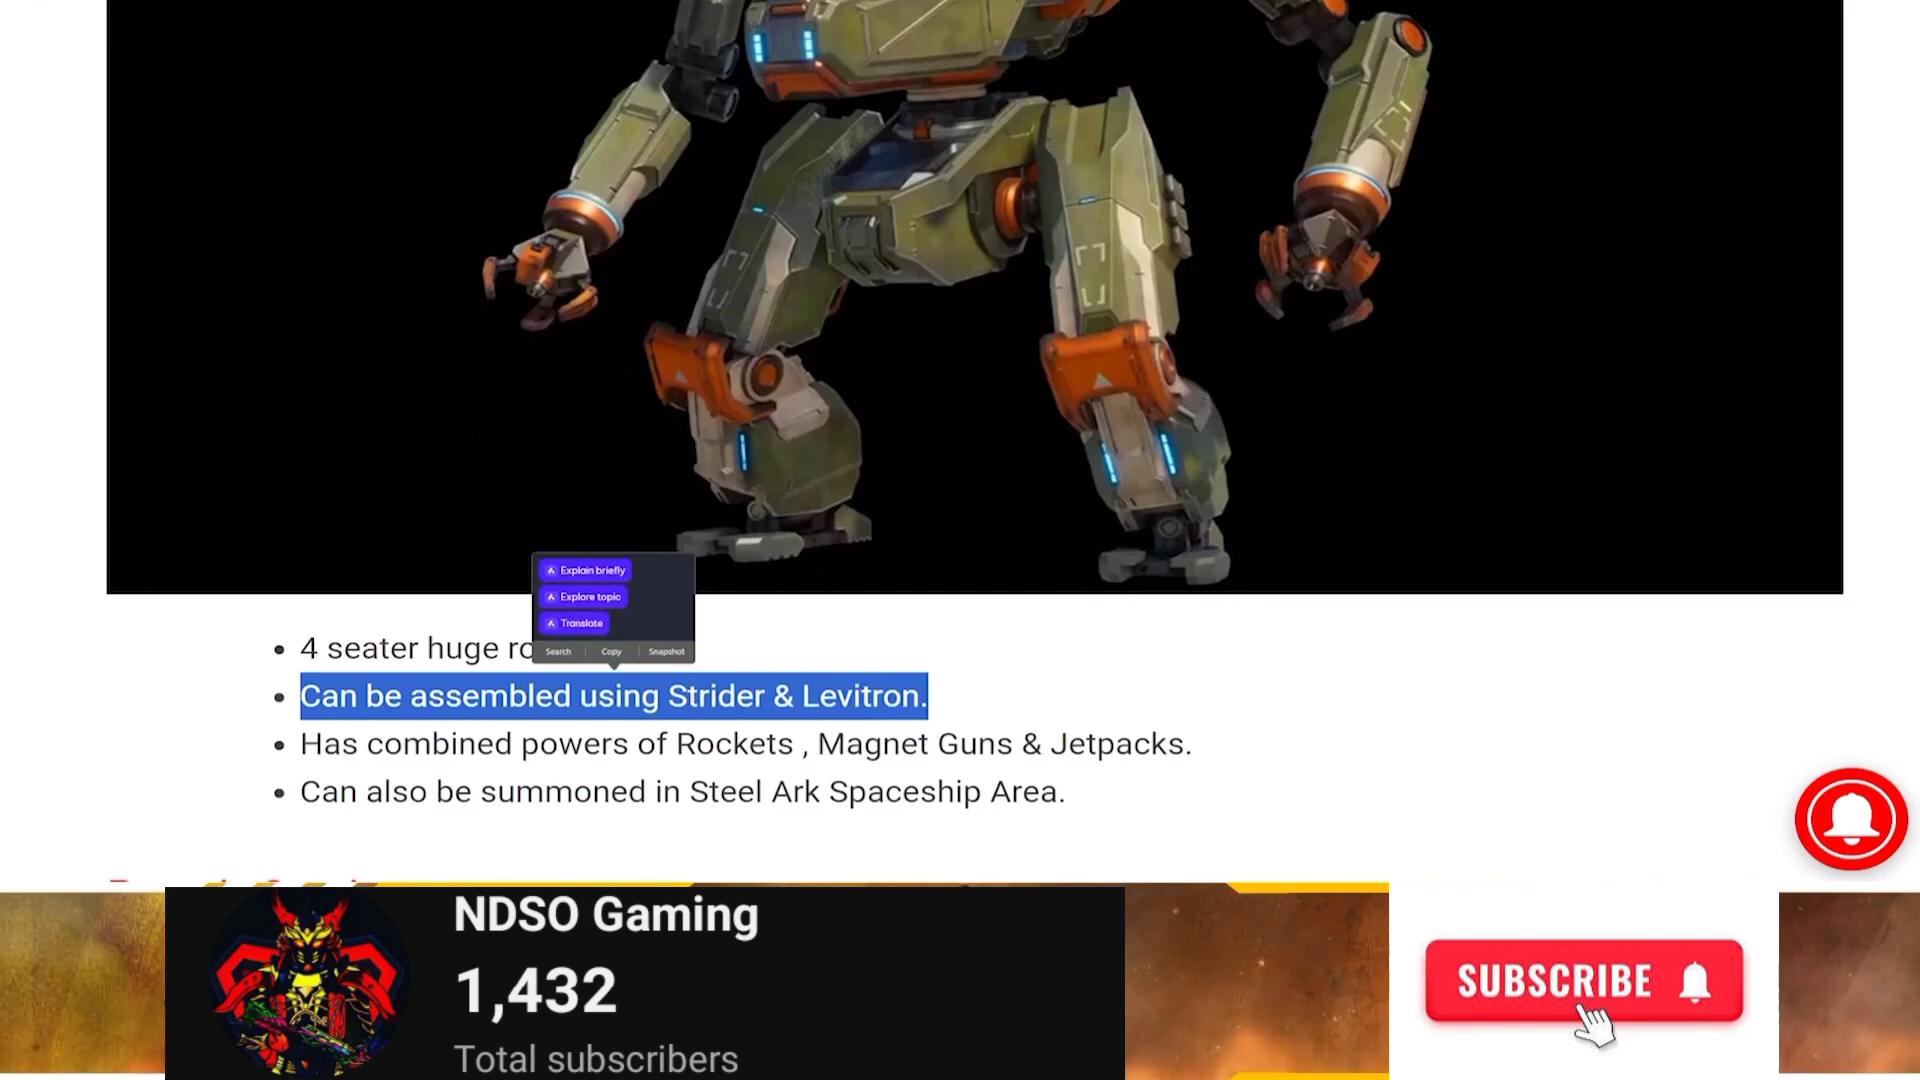 Explain briefly
Explore topic
Translate
Search Copy Snapshot
4 seater huge
Can be assembled using Strider & Levitron.
Has combined powers of Rockets , Magnet Guns & Jetpacks.
Can also be summoned in Steel Ark Spaceship Area.
NDSO Gaming
1,432
Total subscribers
SUBSCRIBE